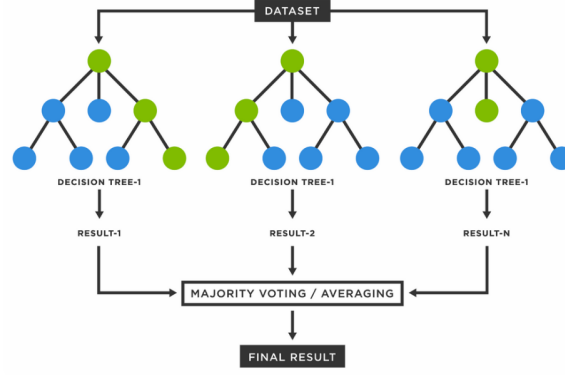 DATASET
DECISION TREE-1
DECISION TREE-1
DECISION TREE-1
RESULT-1
RESULT-2
RESULT-N
MAJORITY VOTING / AVERAGING
FINAL RESULT